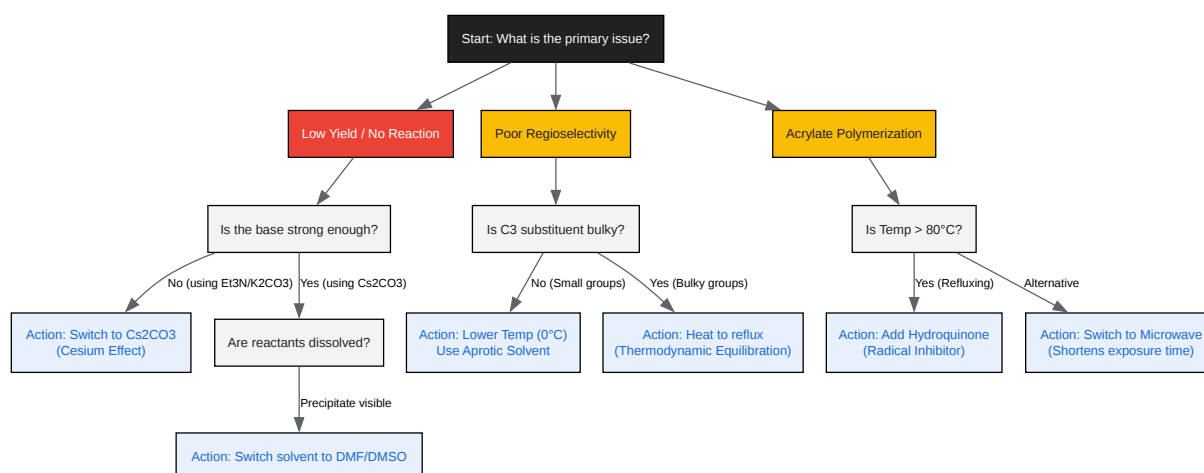 Start: What is the primary issue?
Low Yield / No Reaction
Poor Regioselectivity
Acrylate Polymerization
Is the base strong enough?
Is C3 substituent bulky?
Is Temp > 80°C?
No (using Et3N/K2CO3)
Yes (using Cs2CO3)
No (Small groups)
Yes (Bulky groups)
Yes (Refluxing)
Alternative
Action: Switch to Cs2CO3
(Cesium Effect)
Are reactants dissolved?
Action: Lower Temp (0°C)
Use Aprotic Solvent
Action: Heat to reflux
(Thermodynamic Equilibration)
Action: Add Hydroquinone
(Radical Inhibitor)
Action: Switch to Microwave
(Shortens exposure time)
Precipitate visible
Action: Switch solvent to DMF/DMSO